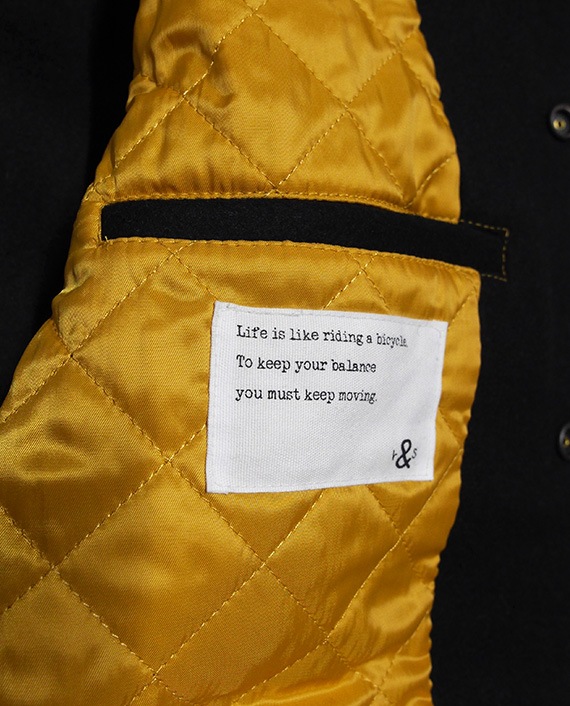 Life is like riding a bicycle.
To keep your balance
you must keep moving.
r&s